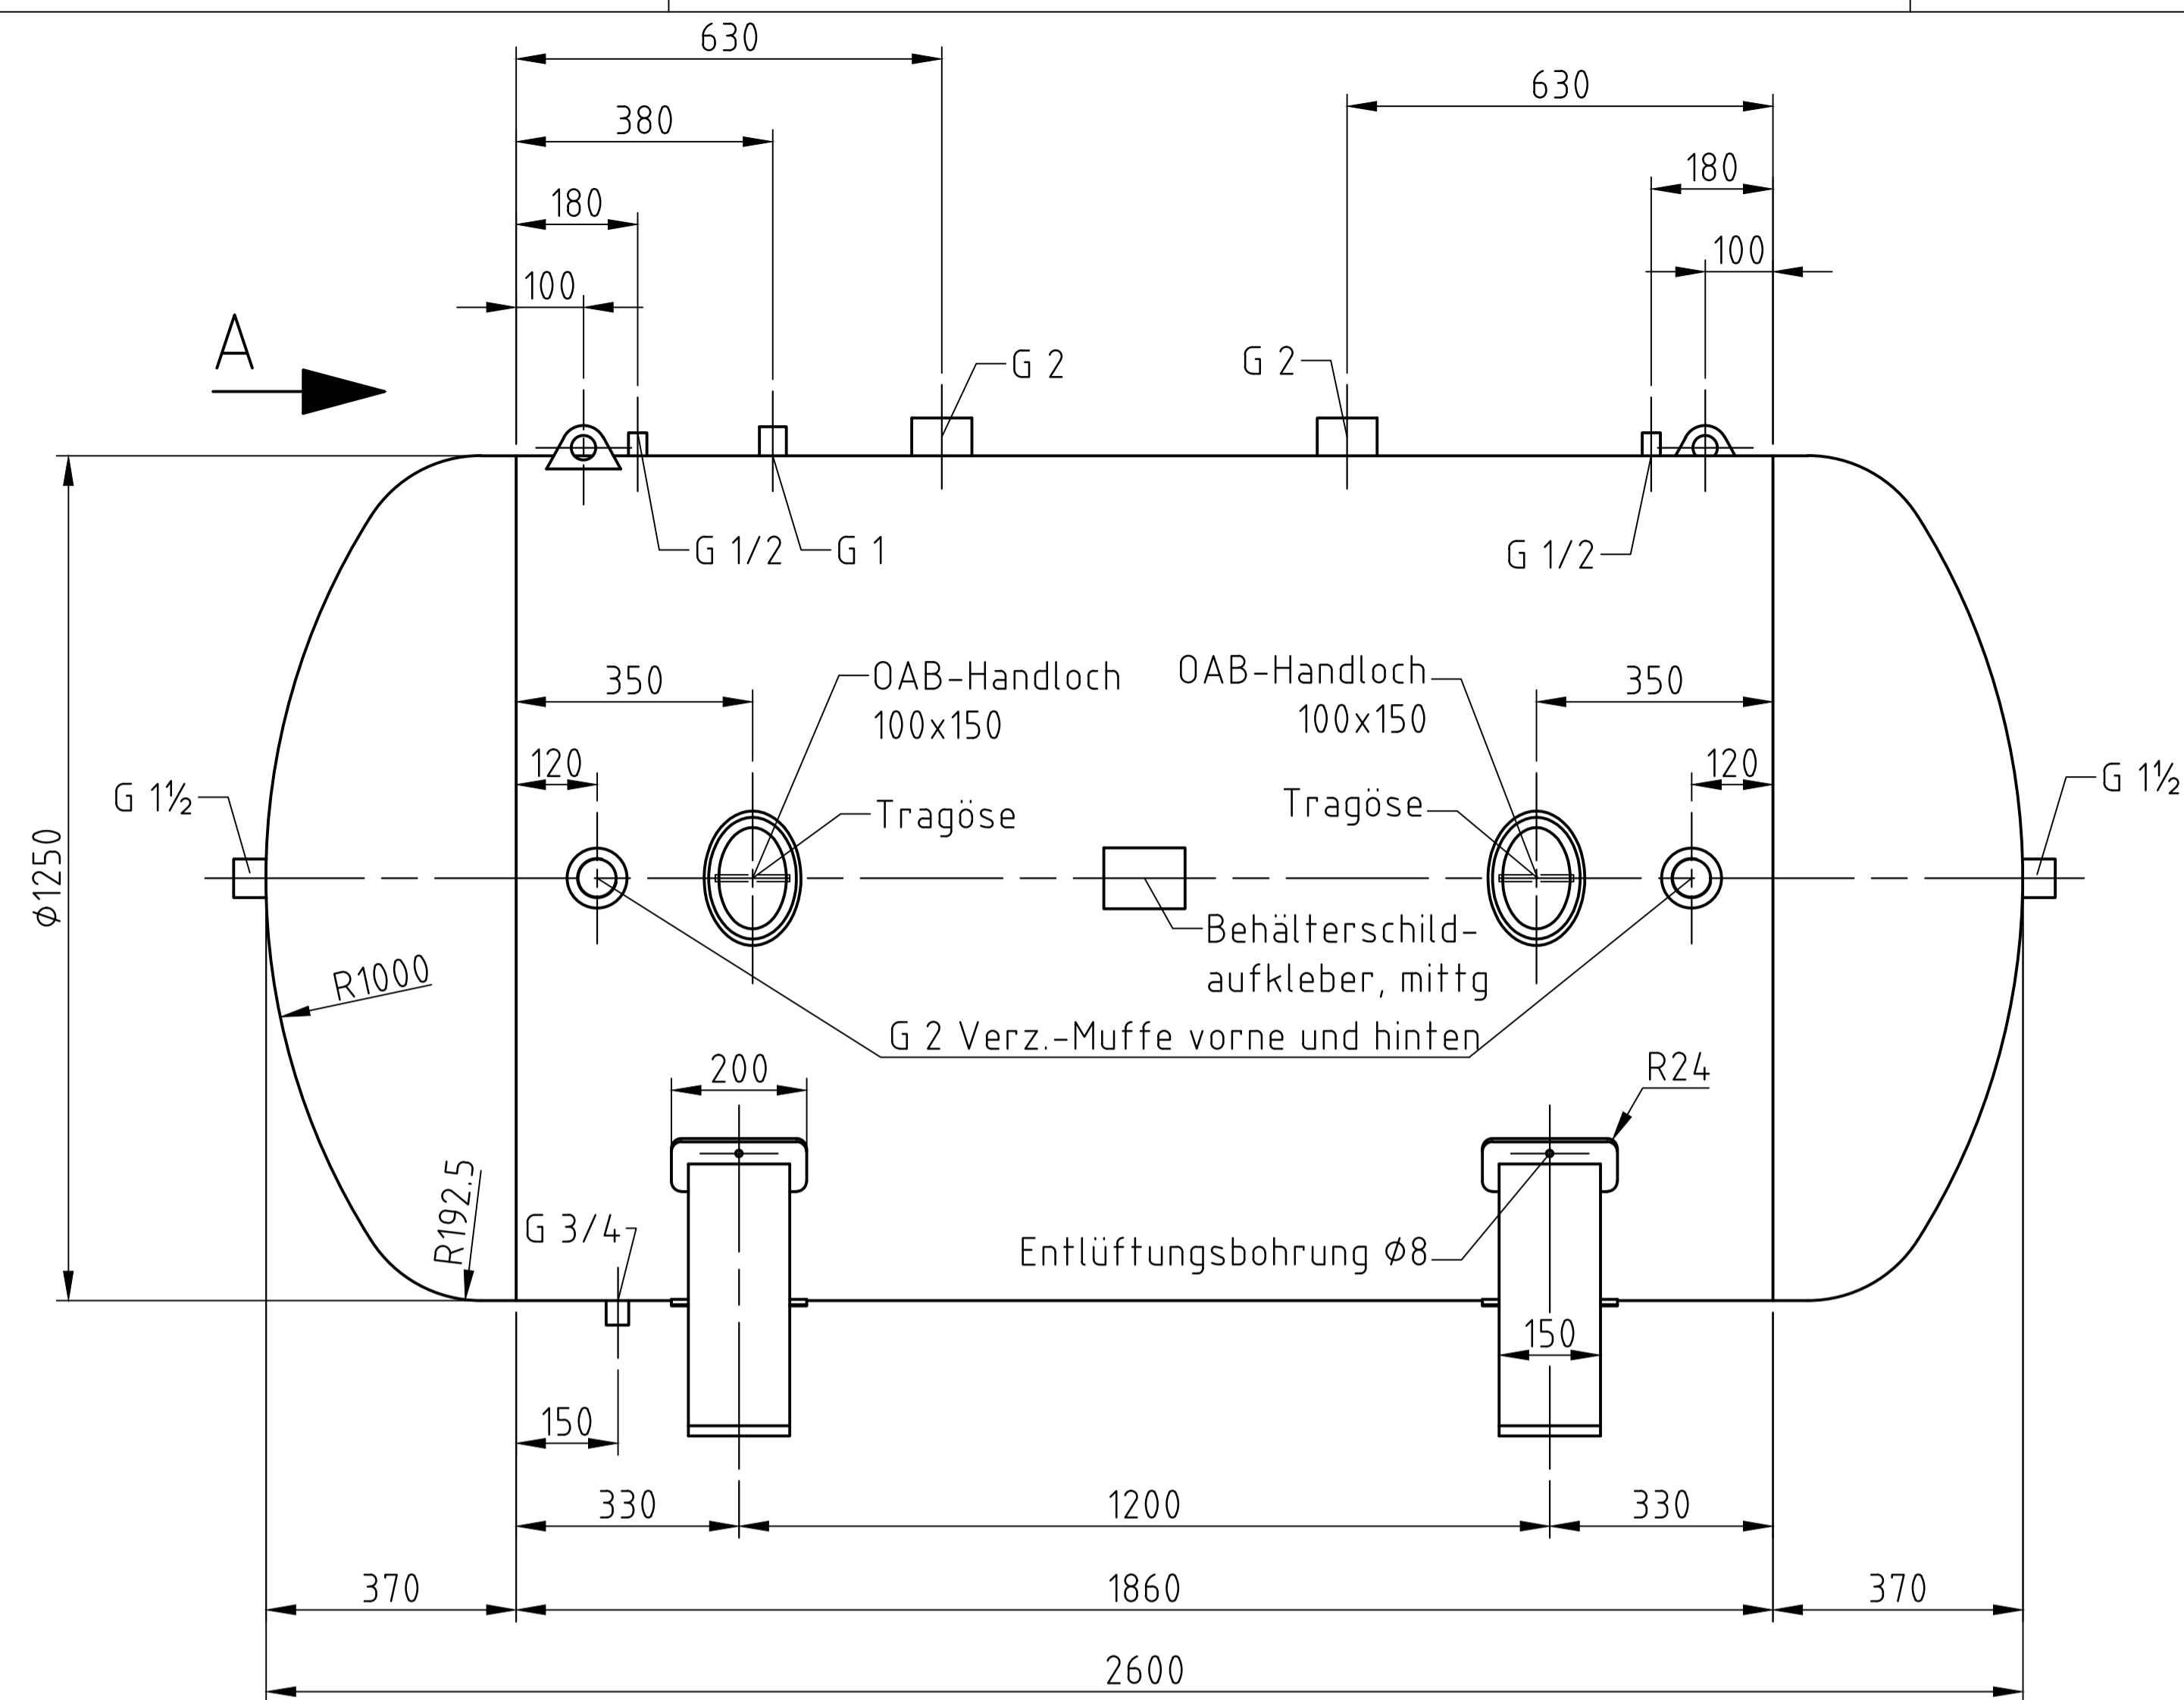 630
630
380
180
180
100
100
A
G 2
G 2
G 1/2
G 1
G 1/2
350
OAB-Handloch
100x150
OAB-Handloch
100x150
350
120
120
G 1½
G 1½
Tragöse
Tragöse
ϕ1250
Behälterschild-
aufkleber, mittg
R1000
G 2 Verz.-Muffe vorne und hinten
200
R24
R192.5
G 3/4
Entlüftungsbohrung ϕ8
150
150
330
1200
330
370
1860
370
2600